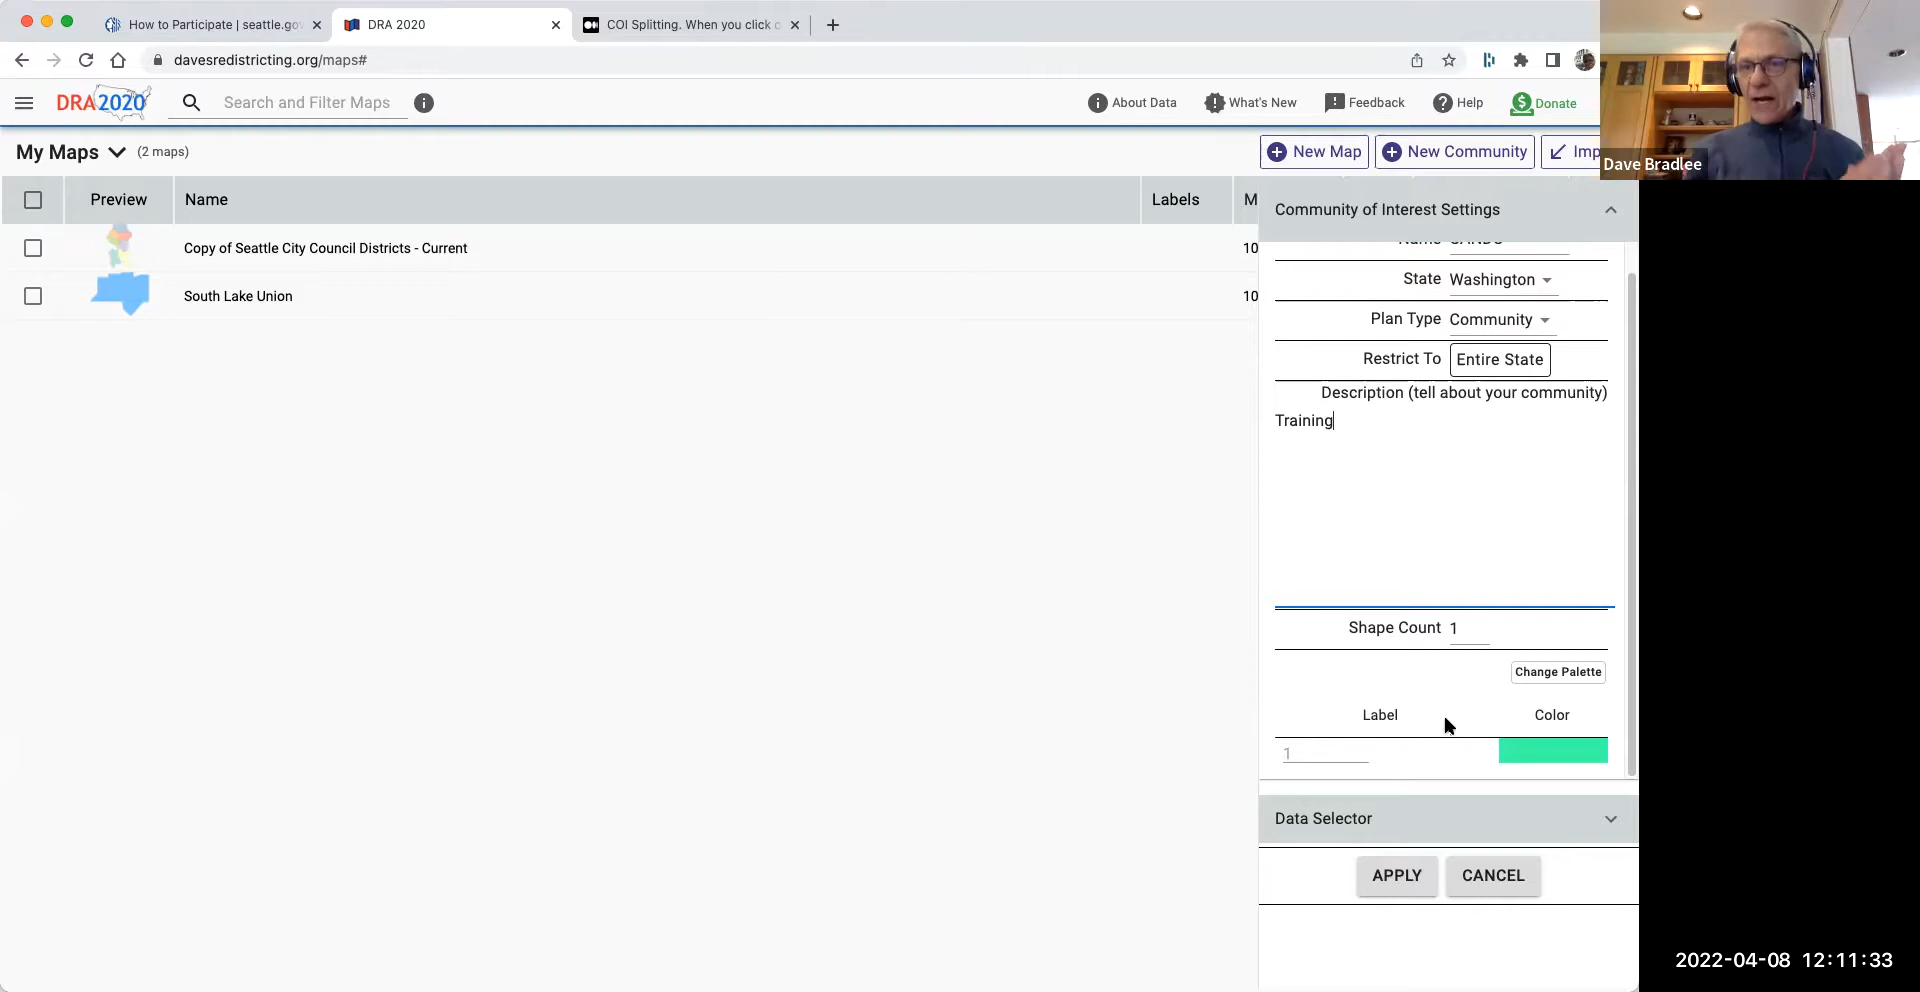 How to Participate | seattle.gov
DRA 2020
COI Splitting. When you click o
davesredistricting.org/maps#
DRA2020
Search and Filter Maps
About Data
What's New
Feedback
Help
Donate
Dave Bradlee
My Maps (2 maps)
New Map
New Community
Imp
Preview
Name
Labels
M
Copy of Seattle City Council Districts - Current
10
South Lake Union
10
Community of Interest Settings
State Washington
Plan Type Community
Restrict To Entire State
Description (tell about your community)
Training
Shape Count 1
Change Palette
Label Color
1
Data Selector
APPLY CANCEL
2022-04-08 12:11:33